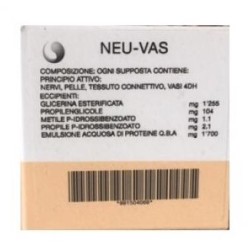 NEU-VAS
COMPOSIZIONE: OGNI SUPPOSTA CONTIENE:
PRINCIPIO ATTIVO:
NERVI, PELLE, TESSUTO CONNETTIVO, VASI 4DH
ECCIPIENTI:
GLICERINA ESTERIFICATA mg 1'255
PROPILENGLICOLE mg 104
METILE P-IDROSSIBENZOATO mg 1.1
PROPILE P-IDROSSIBENZOATO mg 2.1
EMULSIONE ACQUOSA DI PROTEINE Q.B.A mg 1'700